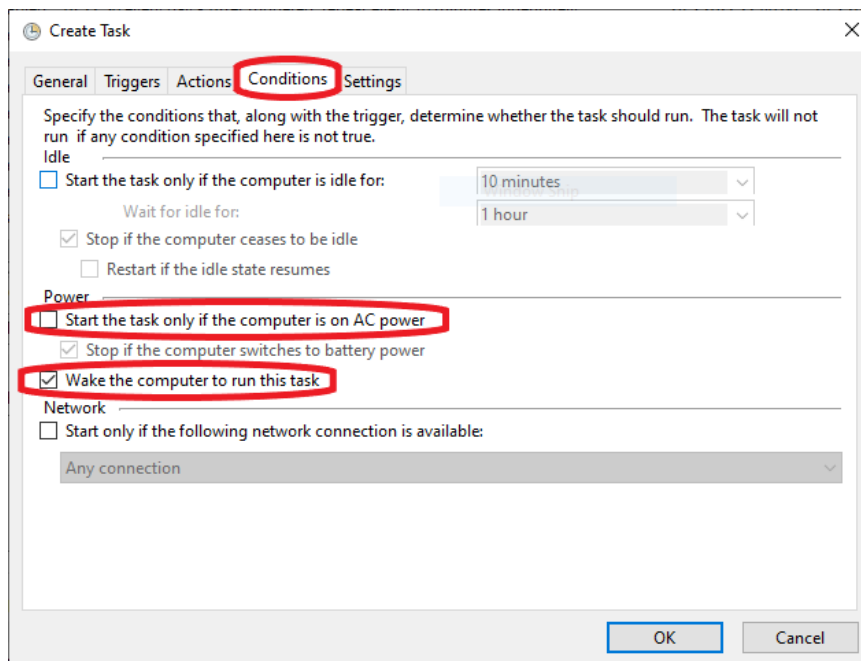 Create Task
General Triggers Actions Conditions Settings
Specify the conditions that, along with the trigger, determine whether the task should run. The task will not
run if any condition specified here is not true.
Idle
Start the task only if the computer is idle for: 10 minutes
Window Snip
Wait for idle for: 1 hour
Stop if the computer ceases to be idle
Restart if the idle state resumes
Power
Start the task only if the computer is on AC power
Stop if the computer switches to battery power
Wake the computer to run this task
Network
Start only if the following network connection is available:
Any connection
OK Cancel